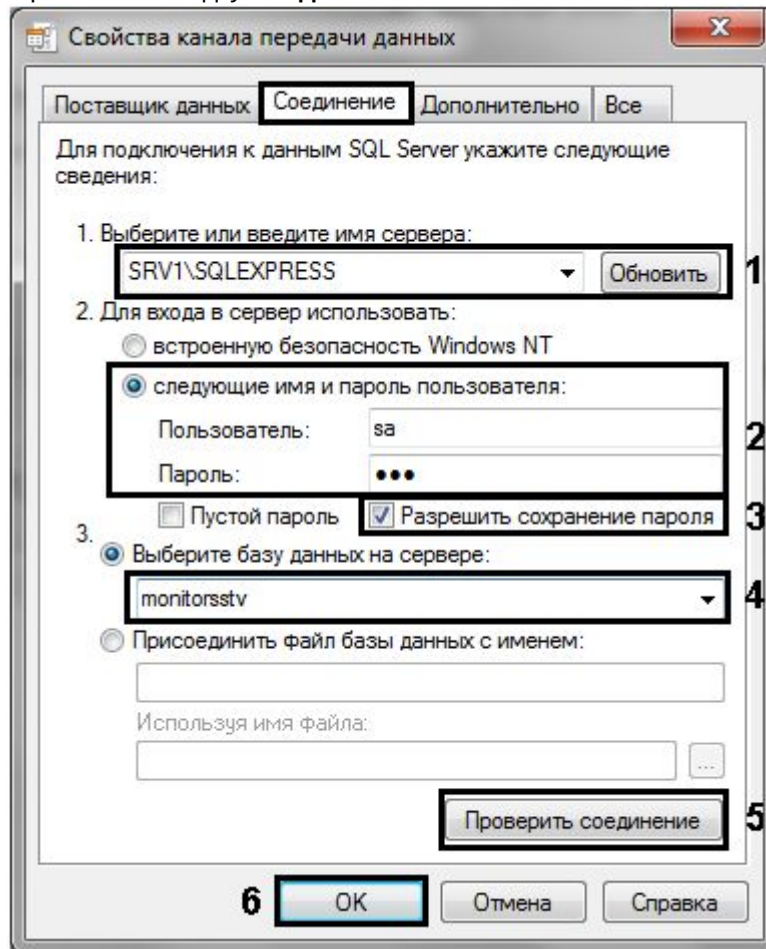 Свойства канала передачи данных
Поставщик данных Соединение Дополнительно Все
Для подключения к данным SQL Server укажите следующие
сведения:
1. Выберите или введите имя сервера:
SRV1\SQLEXPRESS Обновить 1
2. Для входа в сервер использовать:
встроенную безопасность Windows NT
следующие имя и пароль пользователя:
Пользователь: sa
2
Пароль: •••
Пустой пароль Разрешить сохранение пароля 3
3.
Выберите базу данных на сервере:
monitorsstv 4
Присоединить файл базы данных с именем:
Используя имя файла:
...
Проверить соединение 5
6 OK Отмена Справка